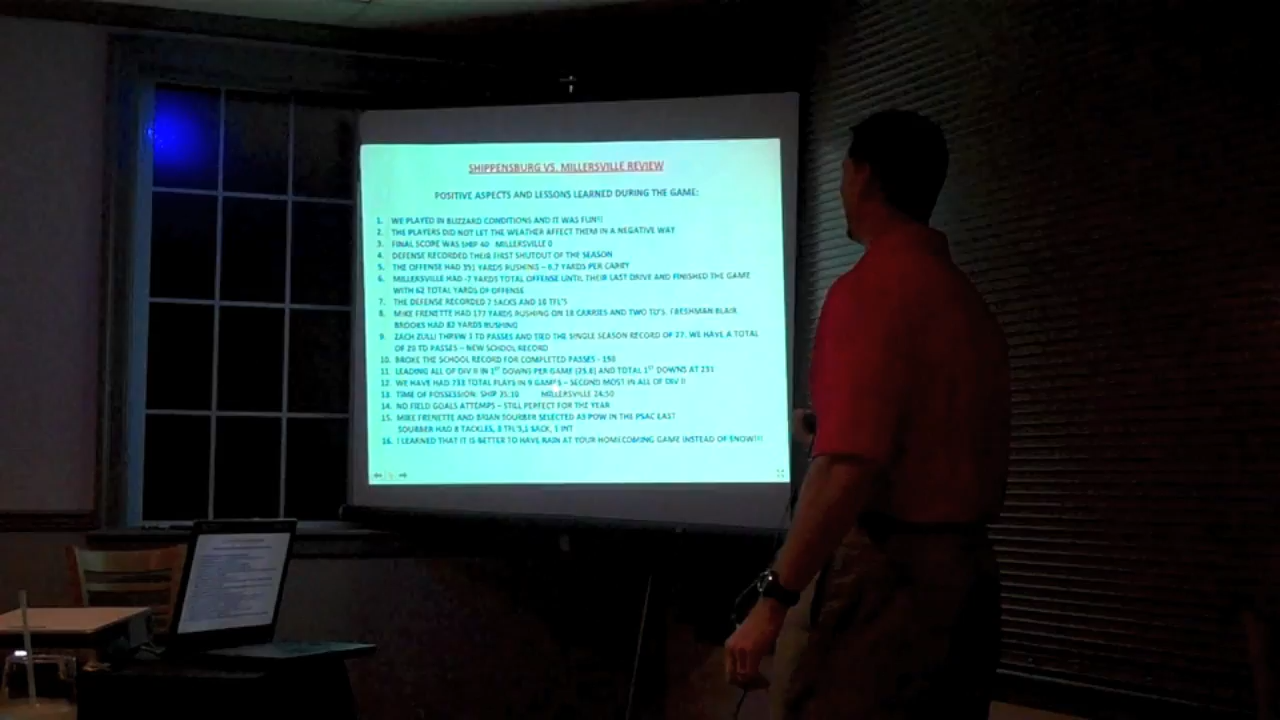 SHIPPENSBURG VS. MILLERSVILLE REVIEW
POSITIVE ASPECTS AND LESSONS LEARNED DURING THE GAME:
1. WE PLAYED IN BLIZZARD CONDITIONS AND IT WAS FUN!!
2. THE PLAYERS DID NOT LET THE WEATHER AFFECT THEM IN A NEGATIVE WAY
3. FINAL SCORE WAS SHIP 40 MILLERSVILLE 0
4. DEFENSE RECORDED THEIR FIRST SHUTOUT OF THE SEASON
5. THE OFFENSE HAD 351 YARDS RUSHING – 6.7 YARDS PER CARRY
6. MILLERSVILLE HAD -7 YARDS TOTAL OFFENSE UNTIL THEIR LAST DRIVE AND FINISHED THE GAME
WITH 62 TOTAL YARDS OF OFFENSE
7. THE DEFENSE RECORDED 7 SACKS AND 10 TFL'S
8. MIKE FRENETTE HAD 177 YARDS RUSHING ON 18 CARRIES AND TWO TD'S. FRESHMAN BLAIR
BROOKS HAD 82 YARDS RUSHING
9. ZACH ZULLI THREW 3 TD PASSES AND TIED THE SINGLE SEASON RECORD OF 27. WE HAVE A TOTAL
OF 29 TD PASSES – NEW SCHOOL RECORD
10. BROKE THE SCHOOL RECORD FOR COMPLETED PASSES - 198
11. LEADING ALL OF DIV II IN 1ST DOWNS PER GAME (25.6) AND TOTAL 1ST DOWNS AT 231
12. WE HAVE HAD 733 TOTAL PLAYS IN 9 GAMES – SECOND MOST IN ALL OF DIV II
13. TIME OF POSSESSION: SHIP 35:10 MILLERSVILLE 24:50
14. NO FIELD GOALS ATTEMPS – STILL PERFECT FOR THE YEAR
15. MIKE FRENETTE AND BRIAN SOURBER SELECTED AS POW IN THE PSAC EAST
SOURBER HAD 8 TACKLES, 3 TFL'S, 1 SACK, 1 INT
16. I LEARNED THAT IT IS BETTER TO HAVE RAIN AT YOUR HOMECOMING GAME INSTEAD OF SNOW!!!